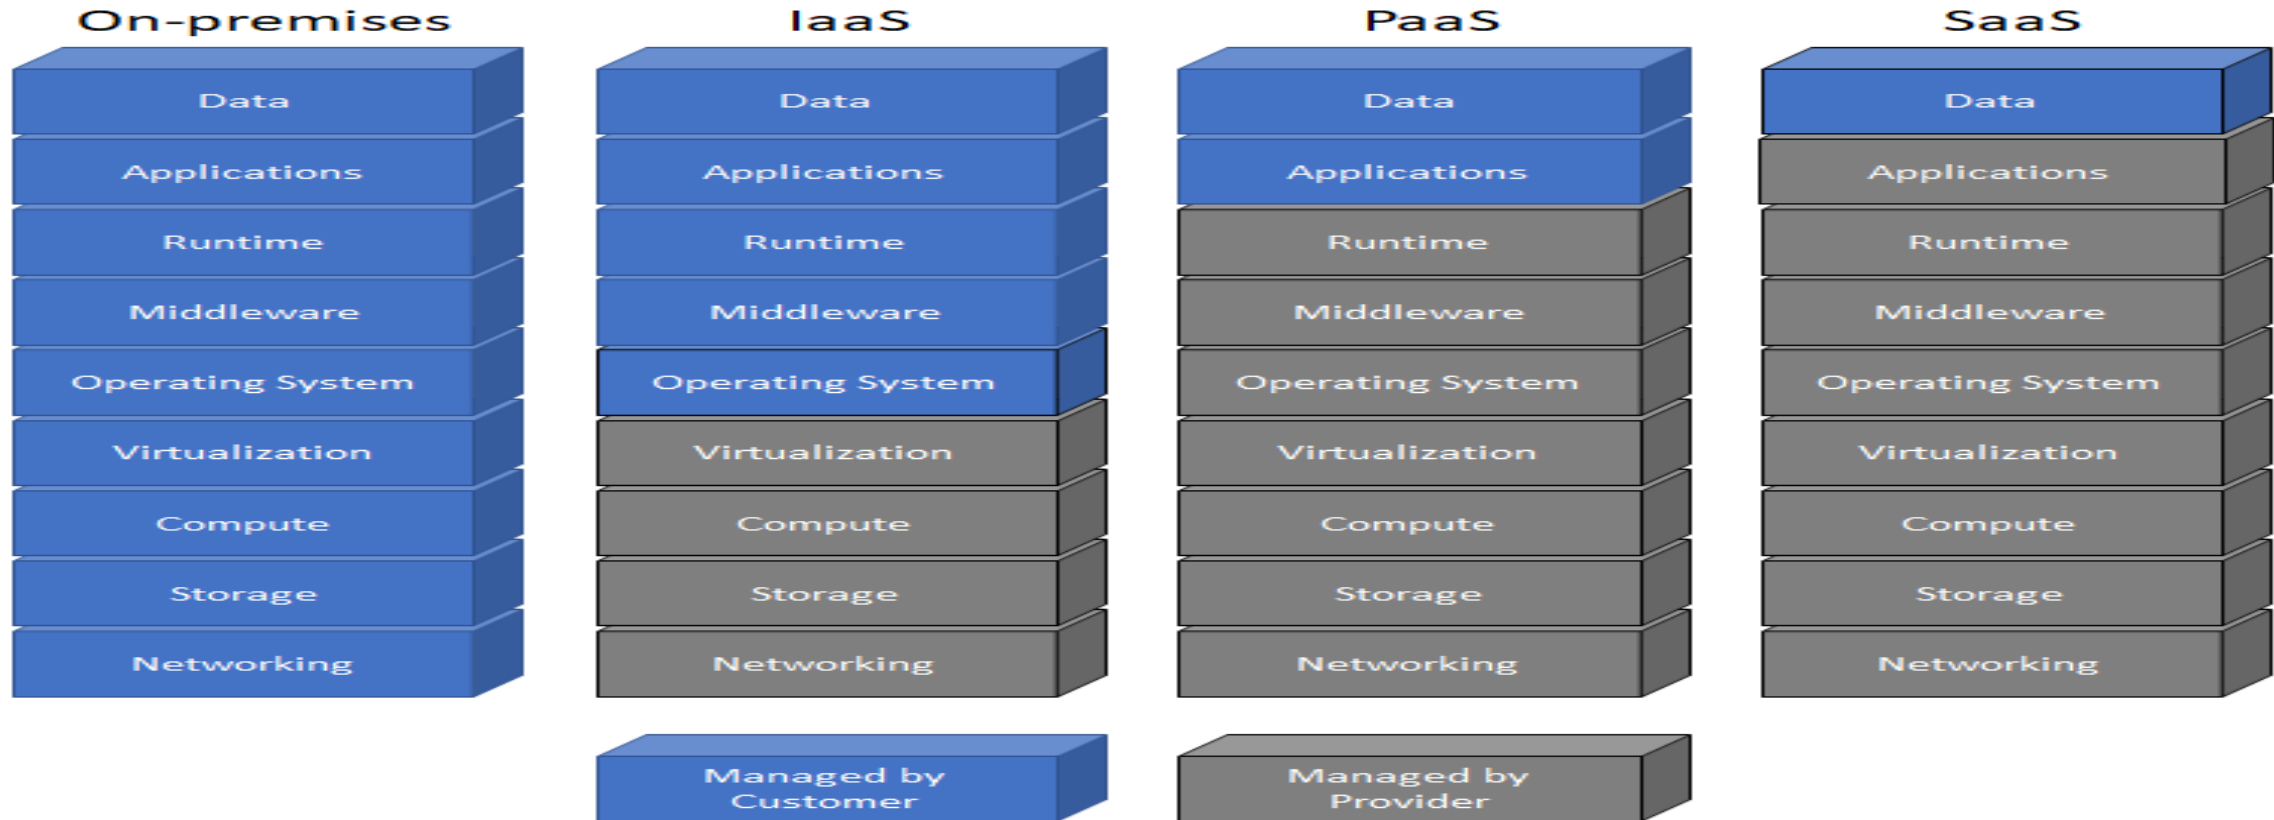 On-premises
IaaS
PaaS
SaaS
Data
Data
Data
Data
Applications
Applications
Applications
Applications
Runtime
Runtime
Runtime
Runtime
Middleware
Middleware
Middleware
Middleware
Operating System
Operating System
Operating System
Operating System
Virtualization
Virtualization
Virtualization
Virtualization
Compute
Compute
Compute
Compute
Storage
Storage
Storage
Storage
Networking
Networking
Networking
Networking
Managed by
Customer
Managed by
Provider